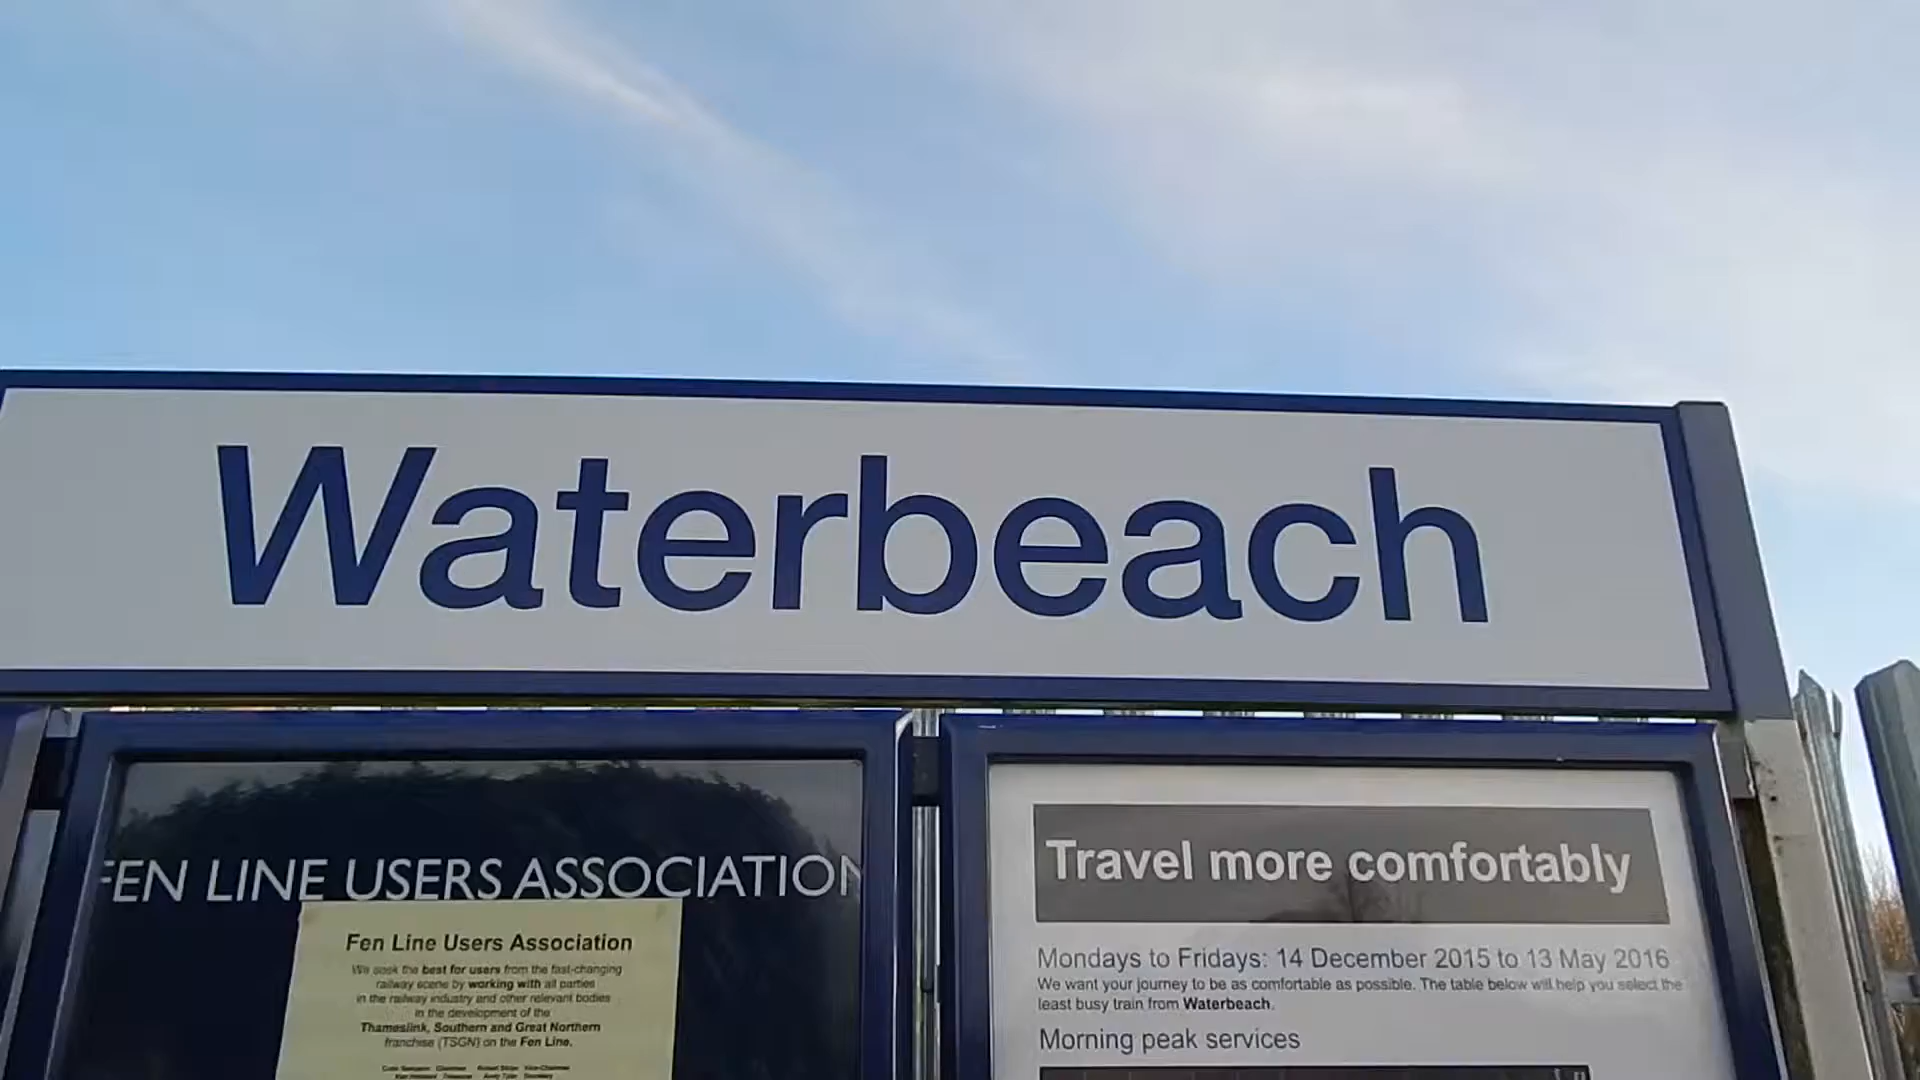 Waterbeach
FEN LINE USERS ASSOCIATION
Fen Line Users Association
We seek the best for users from the fast-changing
railway scene by working with all parties
in the railway industry and other relevant bodies
in the development of the
Thameslink, Southern and Great Northern
franchise (TSGN) on the Fen Line.
Travel more comfortably
Mondays to Fridays: 14 December 2015 to 13 May 2016
We want your journey to be as comfortable as possible. The table below will help you select the
least busy train from Waterbeach.
Morning peak services